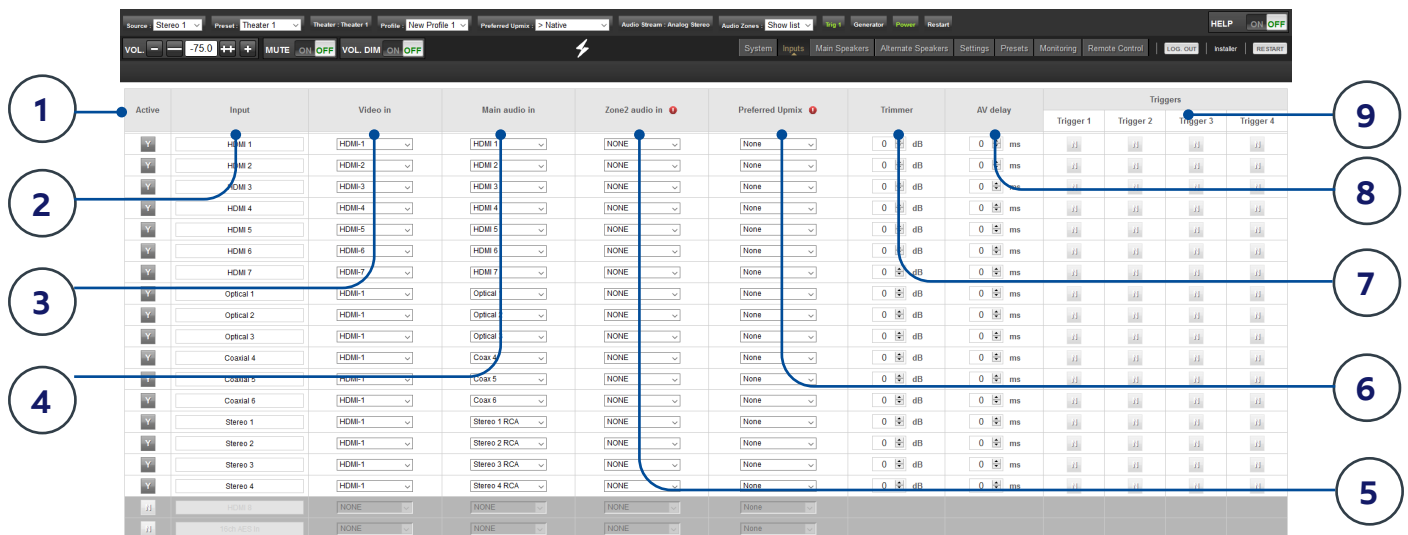 Source : Stereo 1 Preset : Theater 1 Theater : Theater 1 Profile : New Profile 1 Preferred Upmix : > Native Audio Stream : Analog Stereo Audio Zones : Show list Trig 1 Generator Power Restart HELP ON OFF
VOL. -75.0 MUTE ON OFF VOL. DIM ON OFF System Inputs Main Speakers Alternate Speakers Settings Presets Monitoring Remote Control LOG. OUT Installer RESTART
Active Input Video in Main audio in Zone2 audio in Preferred Upmix Trimmer AV delay Triggers
Trigger 1 Trigger 2 Trigger 3 Trigger 4
Y HDMI 1 HDMI-1 HDMI 1 NONE None 0 dB 0 ms
Y HDMI 2 HDMI-2 HDMI 2 NONE None 0 dB 0 ms
Y HDMI 3 HDMI-3 HDMI 3 NONE None 0 dB 0 ms
Y HDMI 4 HDMI-4 HDMI 4 NONE None 0 dB 0 ms
Y HDMI 5 HDMI-5 HDMI 5 NONE None 0 dB 0 ms
Y HDMI 6 HDMI-6 HDMI 6 NONE None 0 dB 0 ms
Y HDMI 7 HDMI-7 HDMI 7 NONE None 0 dB 0 ms
Y Optical 1 HDMI-1 Optical NONE None 0 dB 0 ms
Y Optical 2 HDMI-1 Optical NONE None 0 dB 0 ms
Y Optical 3 HDMI-1 Optical NONE None 0 dB 0 ms
Y Coaxial 4 HDMI-1 Coax 4 NONE None 0 dB 0 ms
Y Coaxial 5 HDMI-1 Coax 5 NONE None 0 dB 0 ms
Y Coaxial 6 HDMI-1 Coax 6 NONE None 0 dB 0 ms
Y Stereo 1 HDMI-1 Stereo 1 RCA NONE None 0 dB 0 ms
Y Stereo 2 HDMI-1 Stereo 2 RCA NONE None 0 dB 0 ms
Y Stereo 3 HDMI-1 Stereo 3 RCA NONE None 0 dB 0 ms
Y Stereo 4 HDMI-1 Stereo 4 RCA NONE None 0 dB 0 ms
HDMI 8 NONE NONE NONE None
NONE NONE NONE None
1
2
3
4
5
6
7
8
9